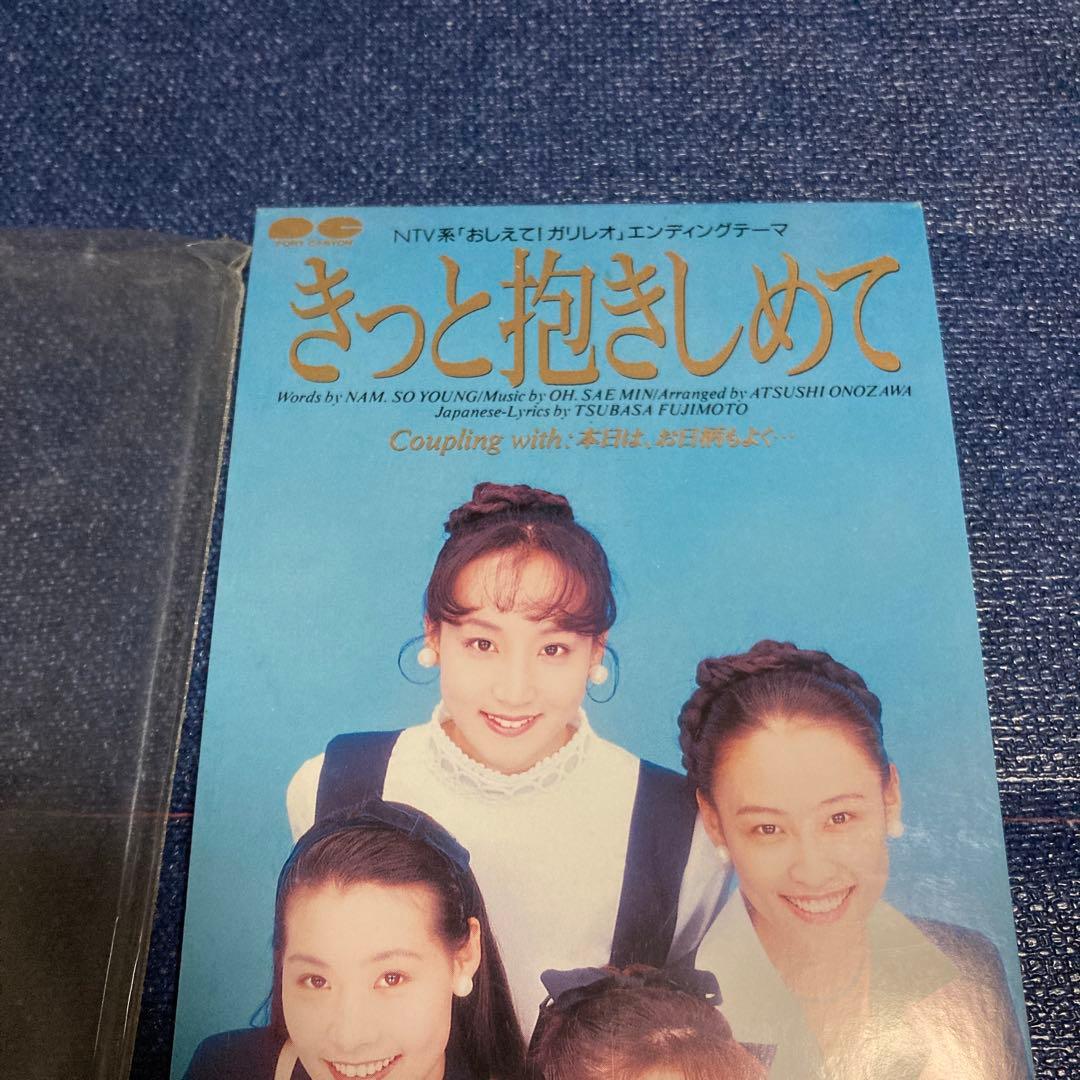 PONY CANYON
NTV系「おしえて!ガリレオ」エンディングテーマ
きっと抱きしめて
Words by NAM. SO YOUNG/Music by OH. SAE MIN/Arranged by ATSUSHI ONOZAWA
Japanese-Lyrics by TSUBASA FUJIMOTO
Coupling with:本日は、お日柄もよく…